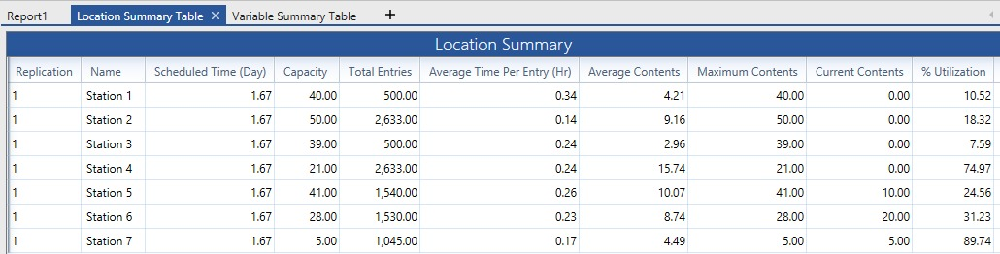 Report1 Location Summary Table × Variable Summary Table +
Location Summary
Replication Name Scheduled Time (Day) Capacity Total Entries Average Time Per Entry (Hr) Average Contents Maximum Contents Current Contents % Utilization
1 Station 1 1.67 40.00 500.00 0.34 4.21 40.00 0.00 10.52
1 Station 2 1.67 50.00 2,633.00 0.14 9.16 50.00 0.00 18.32
1 Station 3 1.67 39.00 500.00 0.24 2.96 39.00 0.00 7.59
1 Station 4 1.67 21.00 2,633.00 0.24 15.74 21.00 0.00 74.97
1 Station 5 1.67 41.00 1,540.00 0.26 10.07 41.00 10.00 24.56
1 Station 6 1.67 28.00 1,530.00 0.23 8.74 28.00 20.00 31.23
1 Station 7 1.67 5.00 1,045.00 0.17 4.49 5.00 5.00 89.74